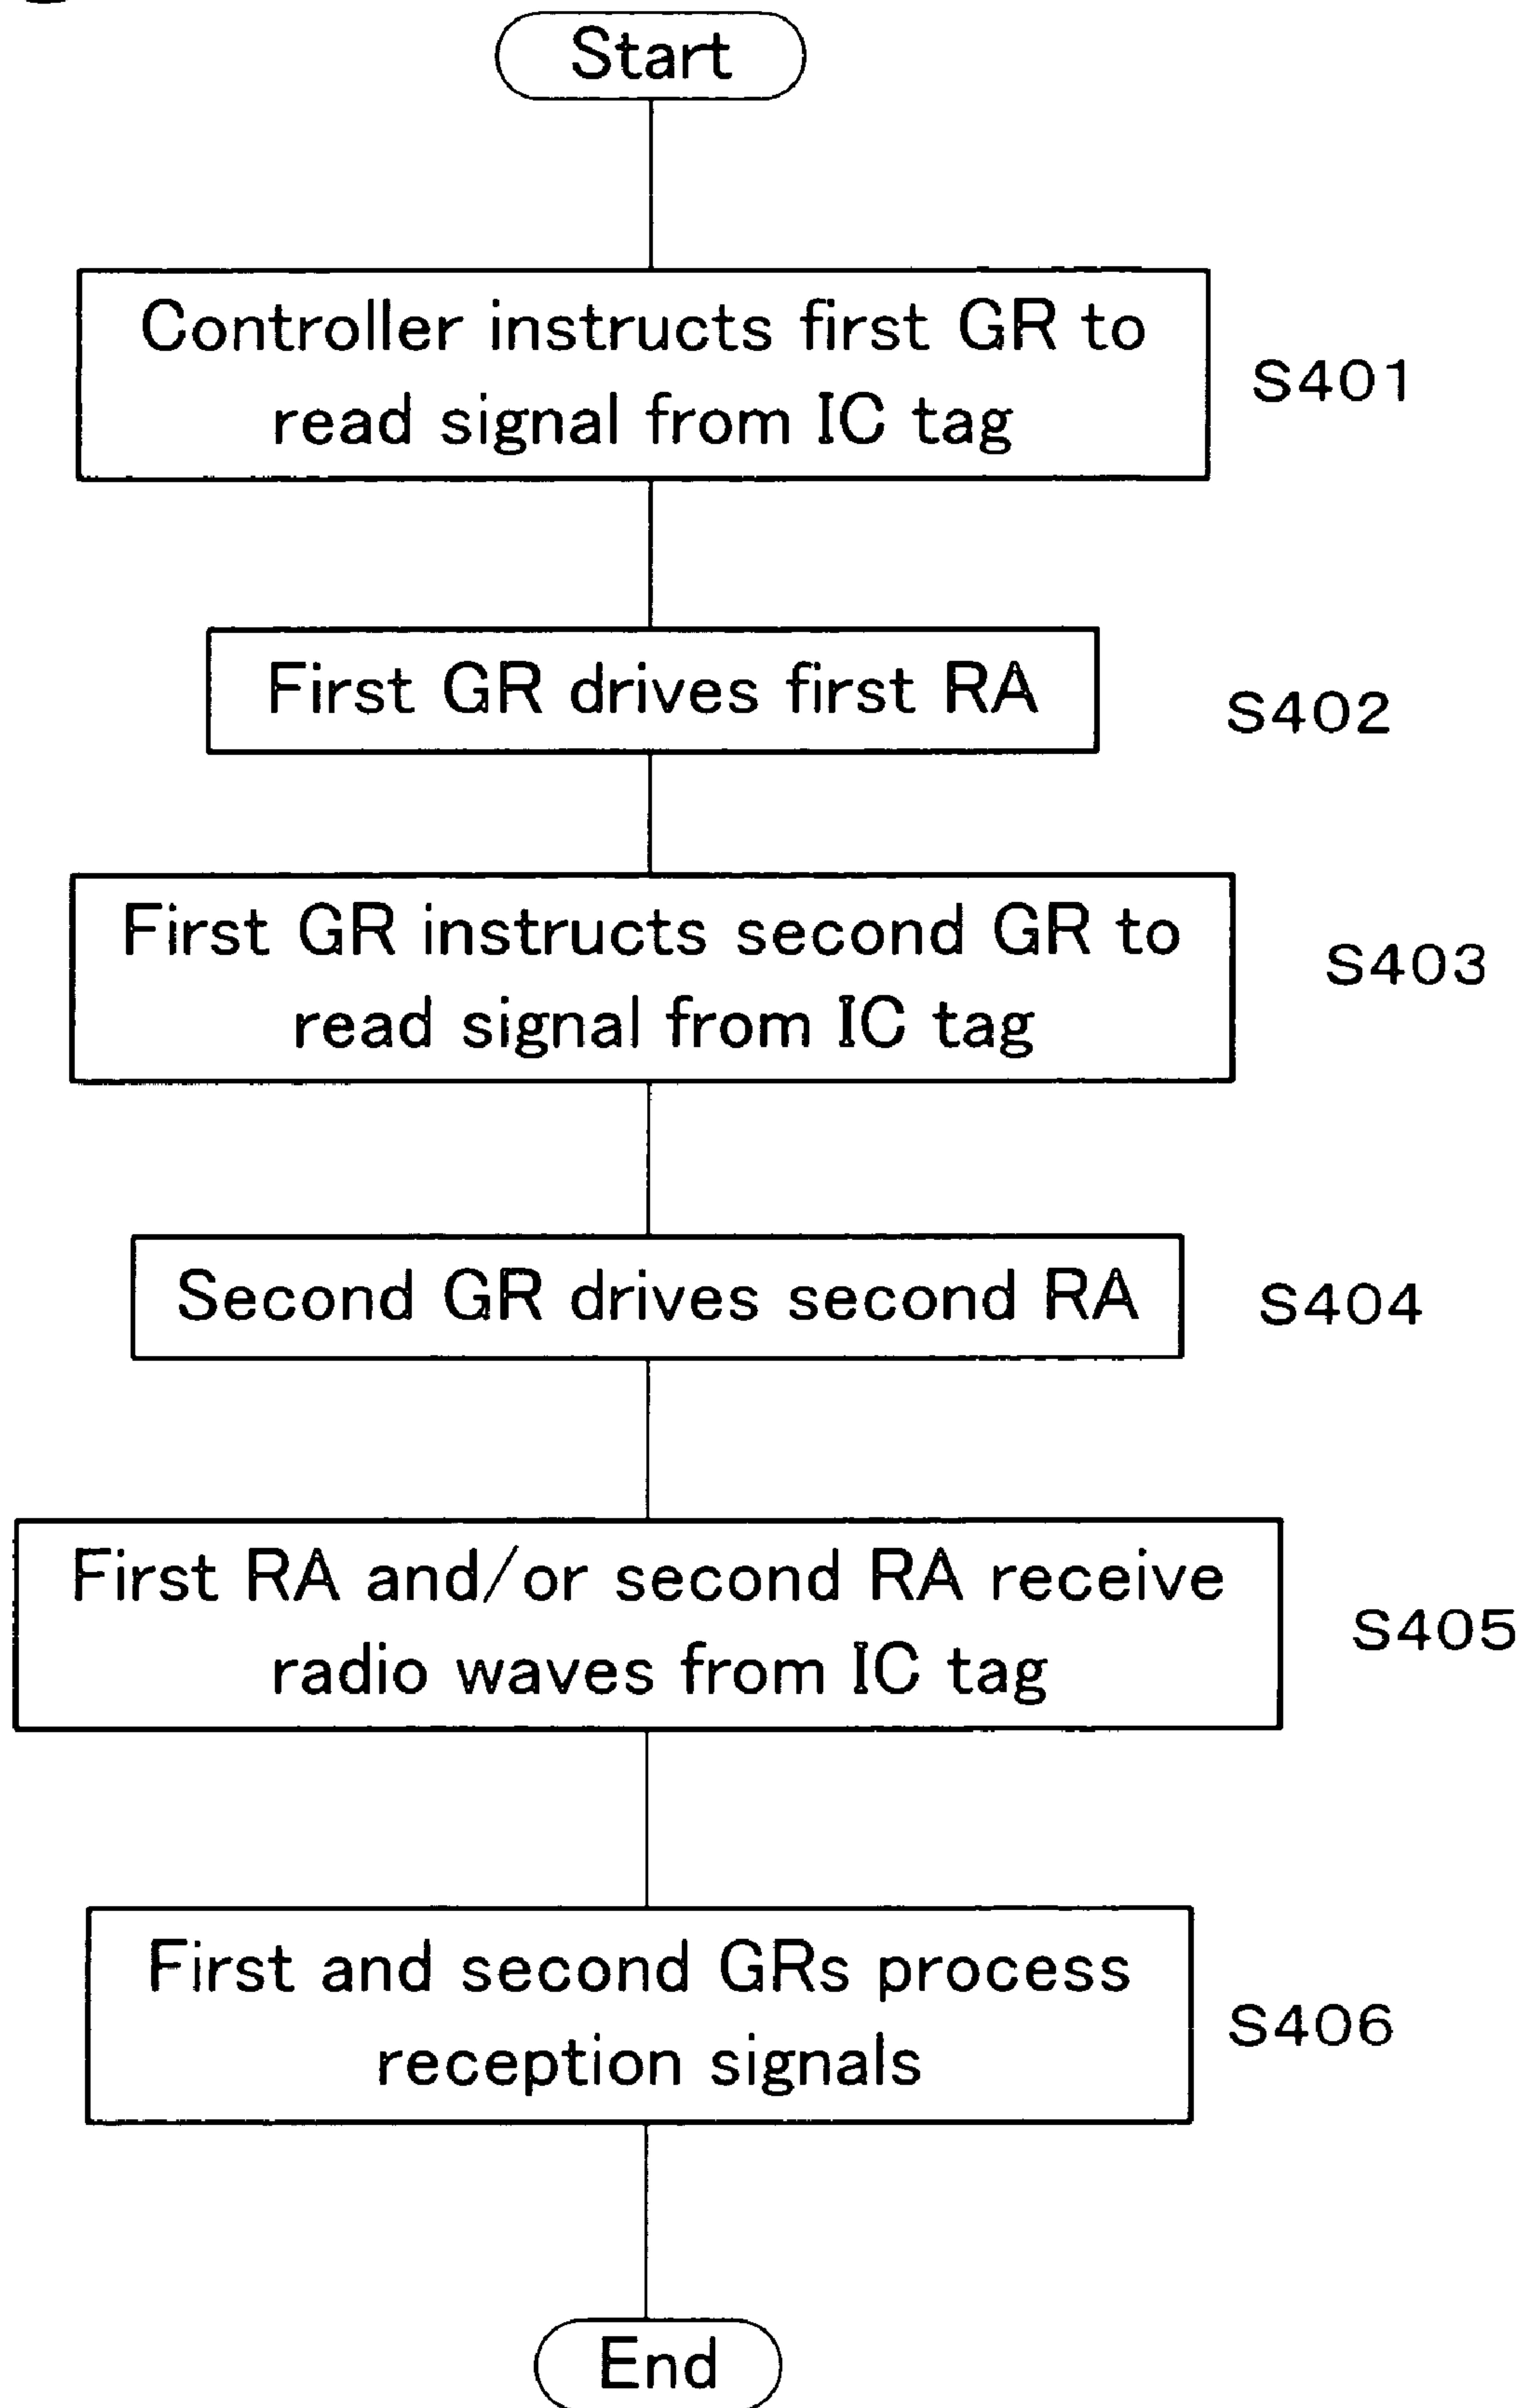 Start
Controller instructs first GR to
read signal from IC tag
S401
First GR drives first RA
S402
First GR instructs second GR to
read signal from IC tag
S403
Second GR drives second RA
S404
First RA and/or second RA receive
radio waves from IC tag
S405
First and second GRs process
reception signals
S406
End